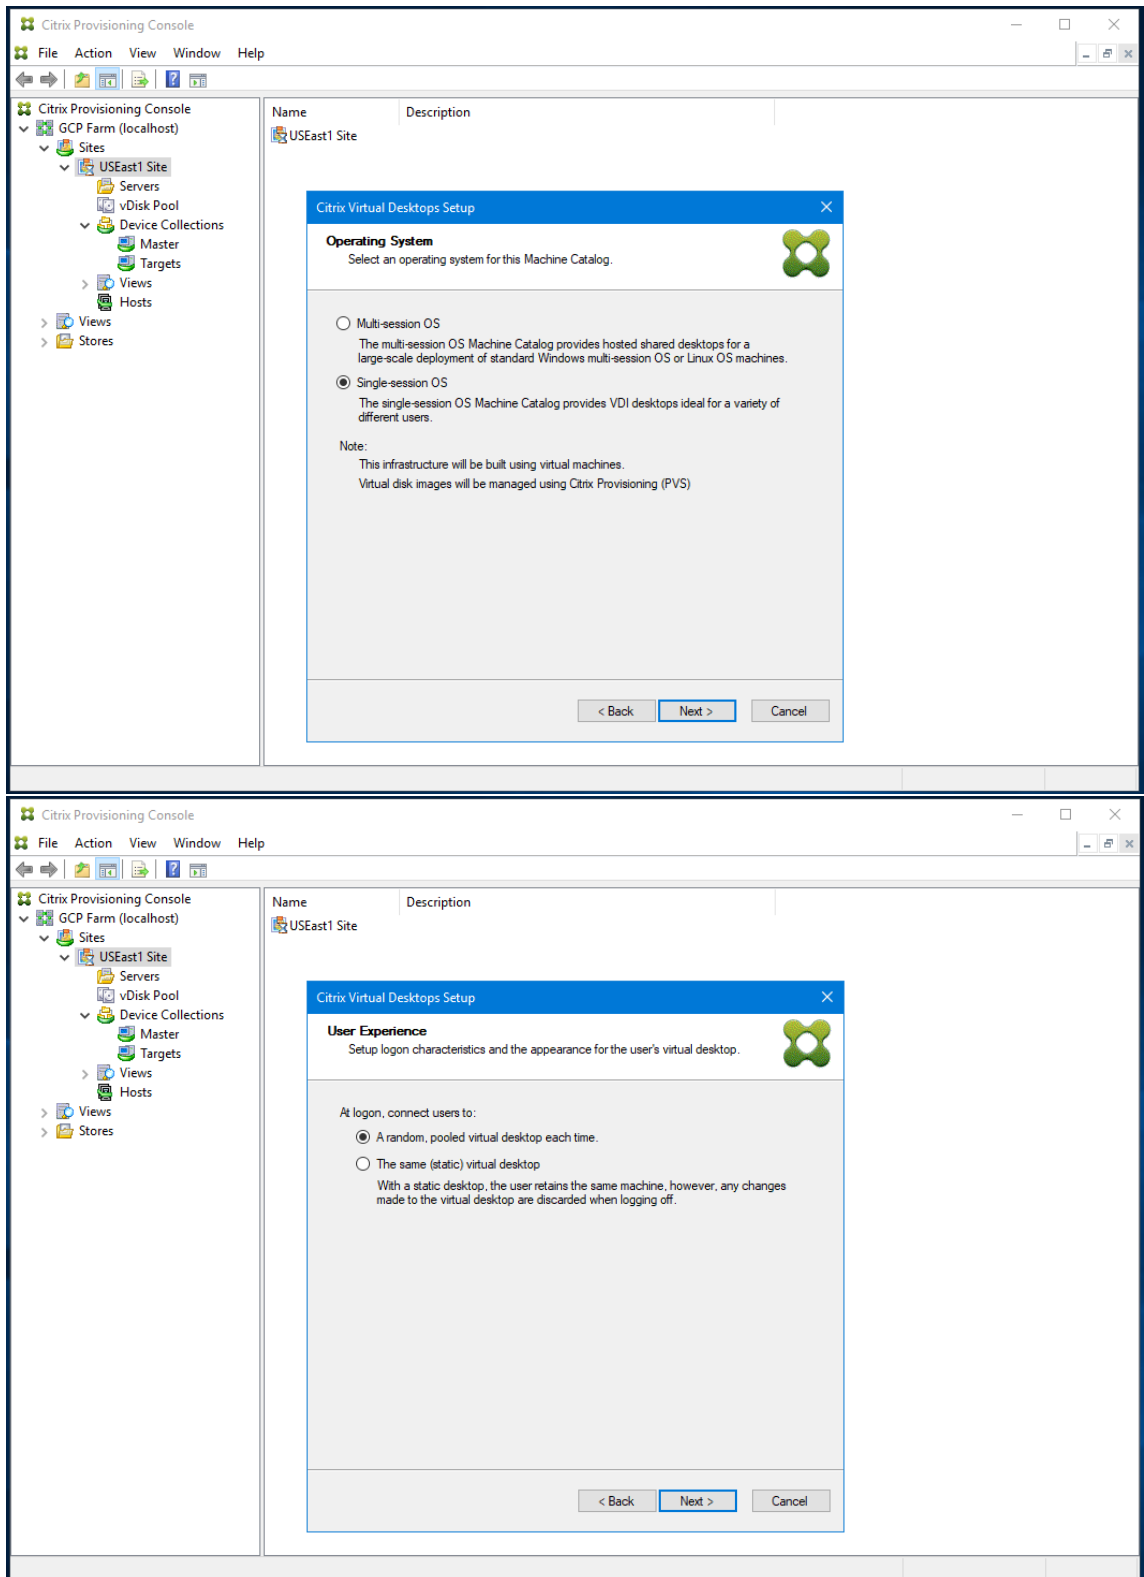 Citrix Provisioning Console
File Action View Window Help
Citrix Provisioning Console
GCP Farm (localhost)
Sites
USEast1 Site
Servers
vDisk Pool
Device Collections
Master
Targets
Views
Hosts
Views
Stores
Name Description
USEast1 Site
Citrix Virtual Desktops Setup
Operating System
Select an operating system for this Machine Catalog.
Multi-session OS
The multi-session OS Machine Catalog provides hosted shared desktops for a
large-scale deployment of standard Windows multi-session OS or Linux OS machines.
Single-session OS
The single-session OS Machine Catalog provides VDI desktops ideal for a variety of
different users.
Note:
This infrastructure will be built using virtual machines.
Virtual disk images will be managed using Citrix Provisioning (PVS)
< Back Next > Cancel
Citrix Provisioning Console
File Action View Window Help
Citrix Provisioning Console
GCP Farm (localhost)
Sites
USEast1 Site
Servers
vDisk Pool
Device Collections
Master
Targets
Views
Hosts
Views
Stores
Name Description
USEast1 Site
Citrix Virtual Desktops Setup
User Experience
Setup logon characteristics and the appearance for the user's virtual desktop.
At logon, connect users to:
A random, pooled virtual desktop each time.
The same (static) virtual desktop
With a static desktop, the user retains the same machine, however, any changes
made to the virtual desktop are discarded when logging off.
< Back Next > Cancel